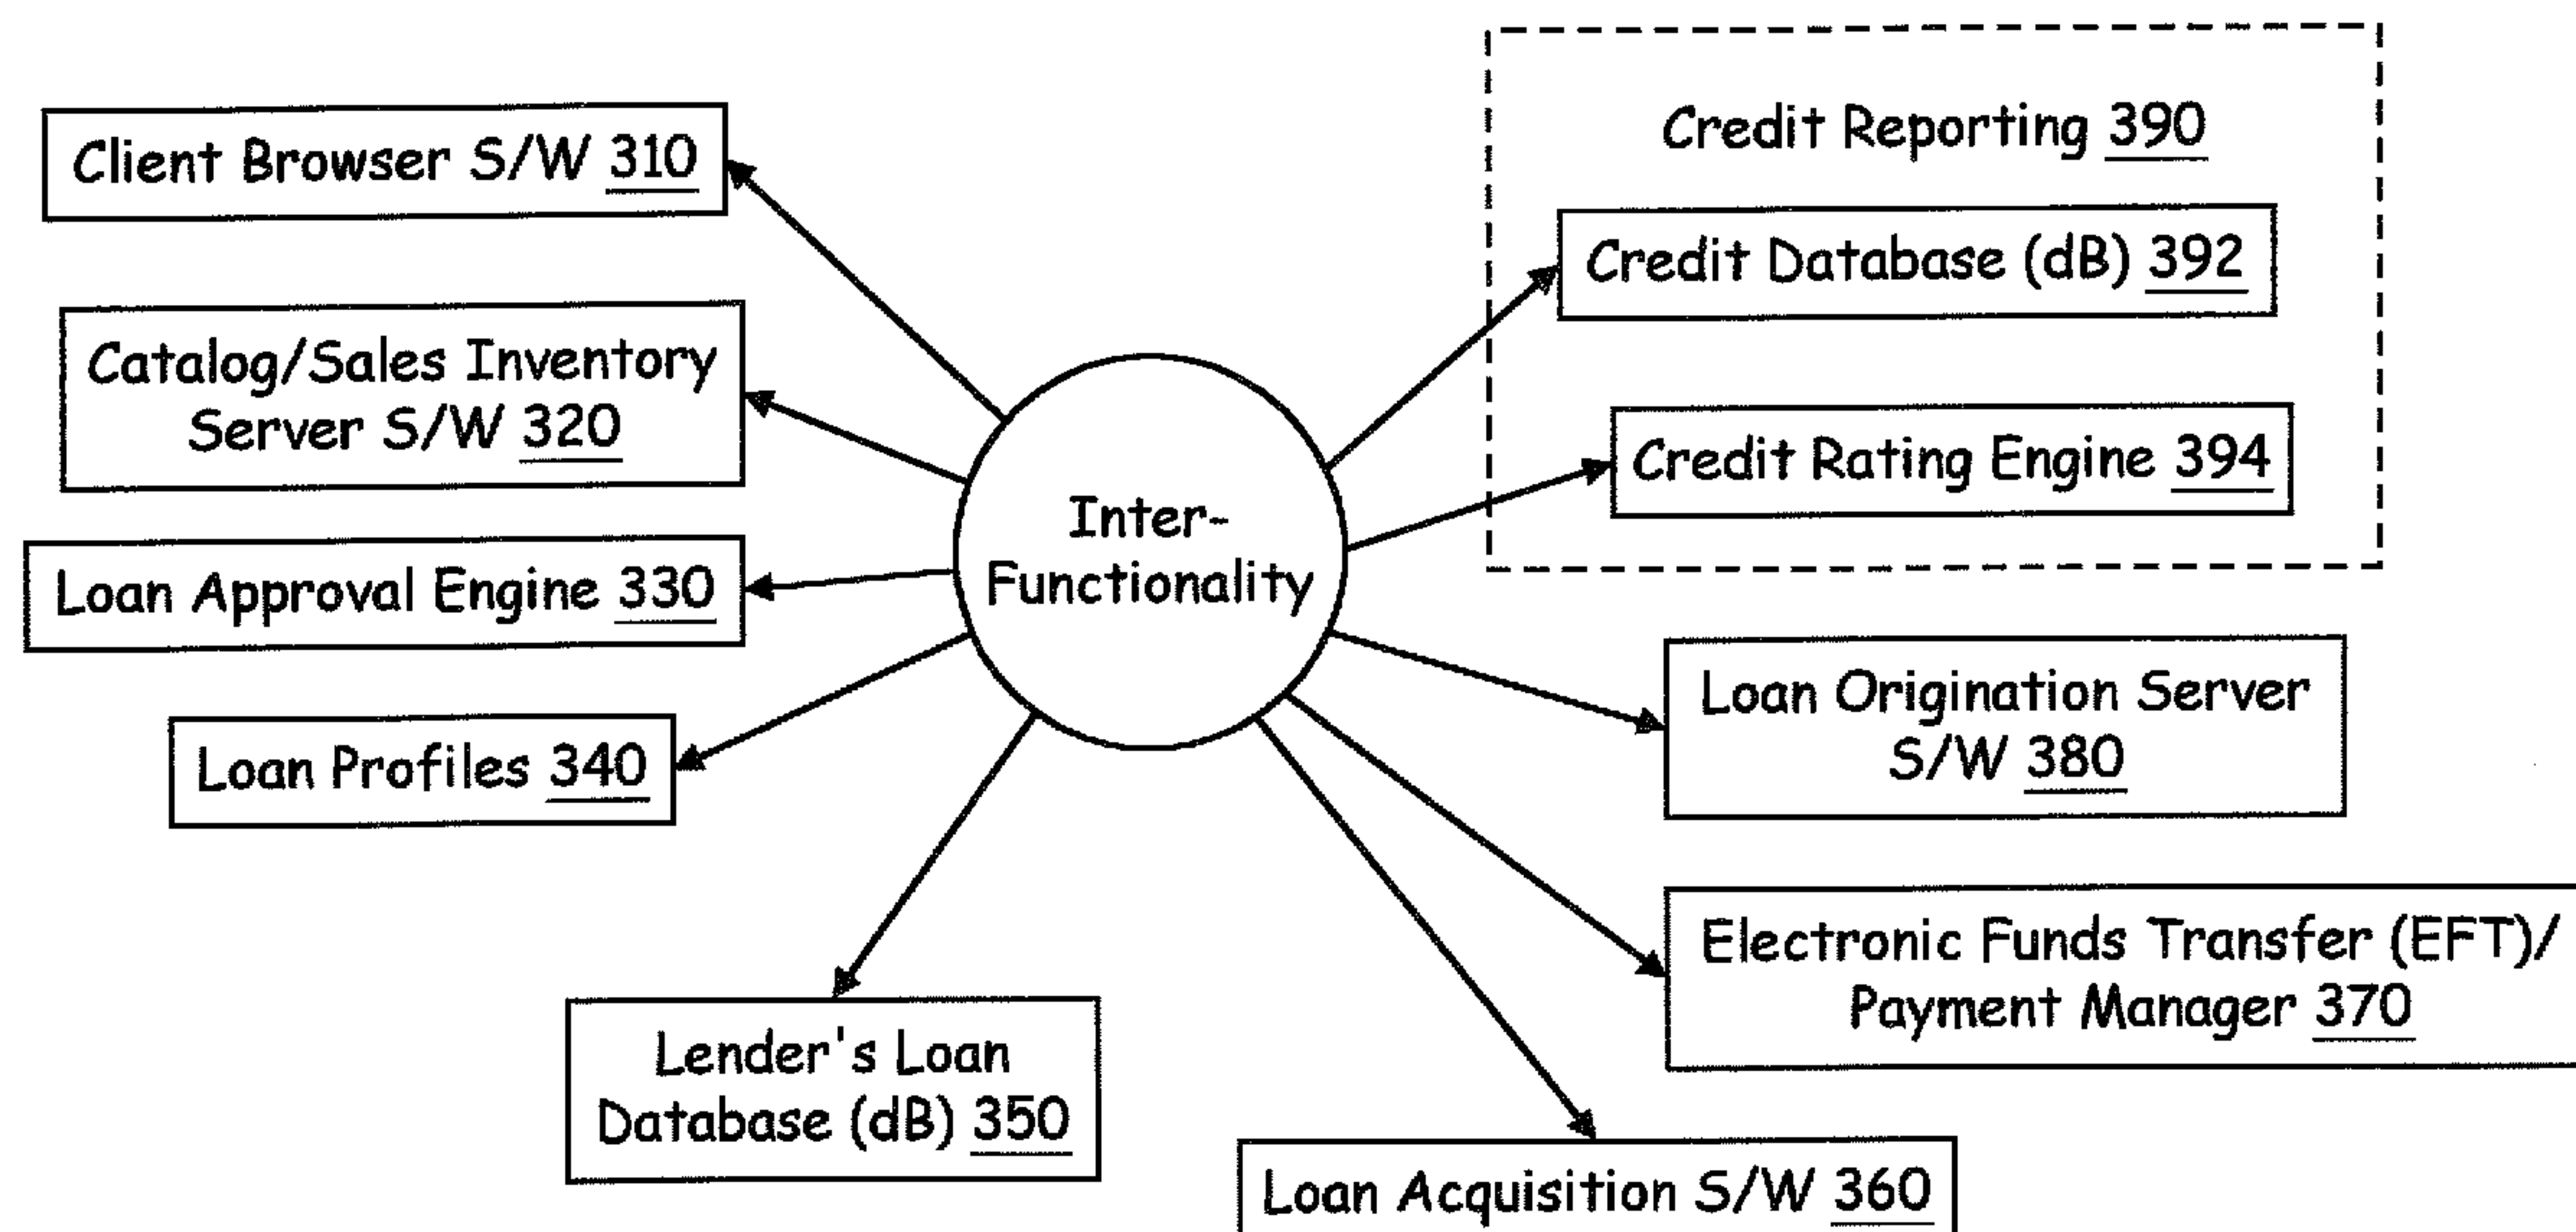 Client Browser S/W 310
Catalog/Sales Inventory
Server S/W 320
Loan Approval Engine 330
Loan Profiles 340
Lender's Loan
Database (dB) 350
Inter-
Functionality
Credit Reporting 390
Credit Database (dB) 392
Credit Rating Engine 394
Loan Origination Server
S/W 380
Electronic Funds Transfer (EFT)/
Payment Manager 370
Loan Acquisition S/W 360